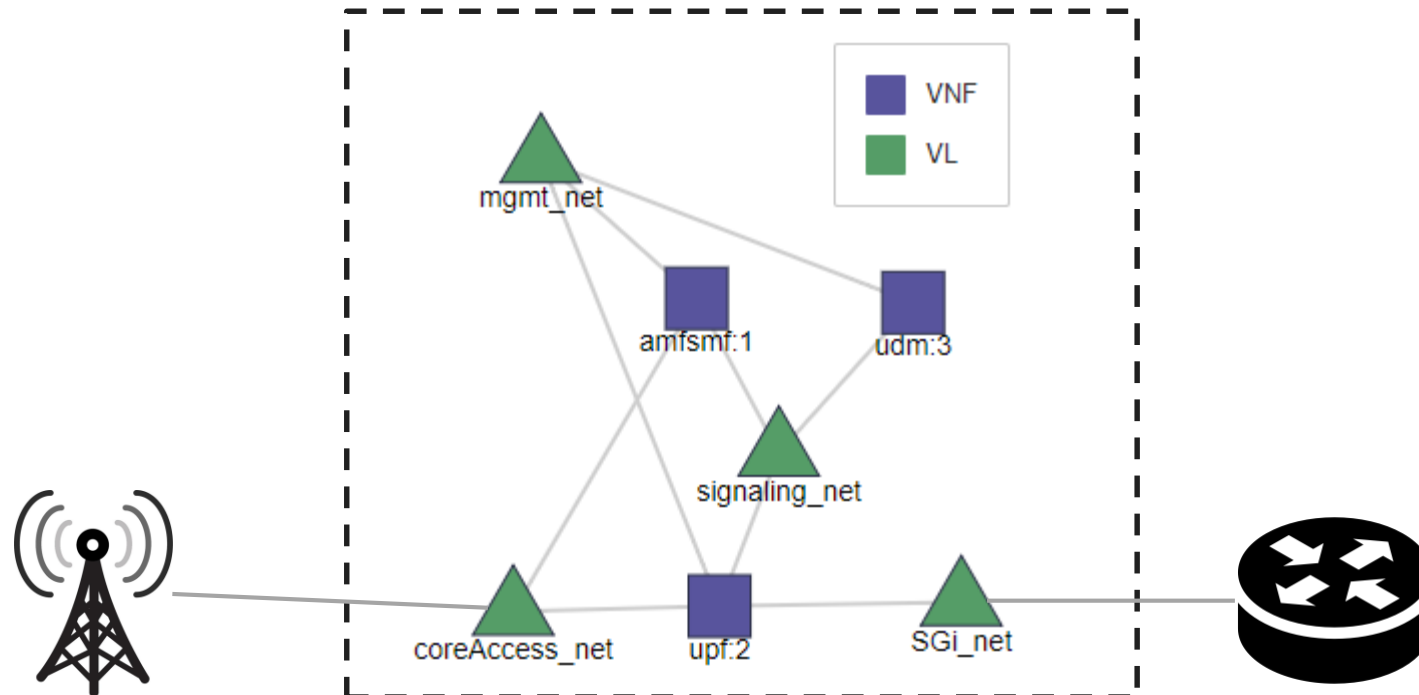 VNF
VL
mgmt_net
amfsmf:1
udm:3
signaling_net
coreAccess_net
upf:2
SGi_net